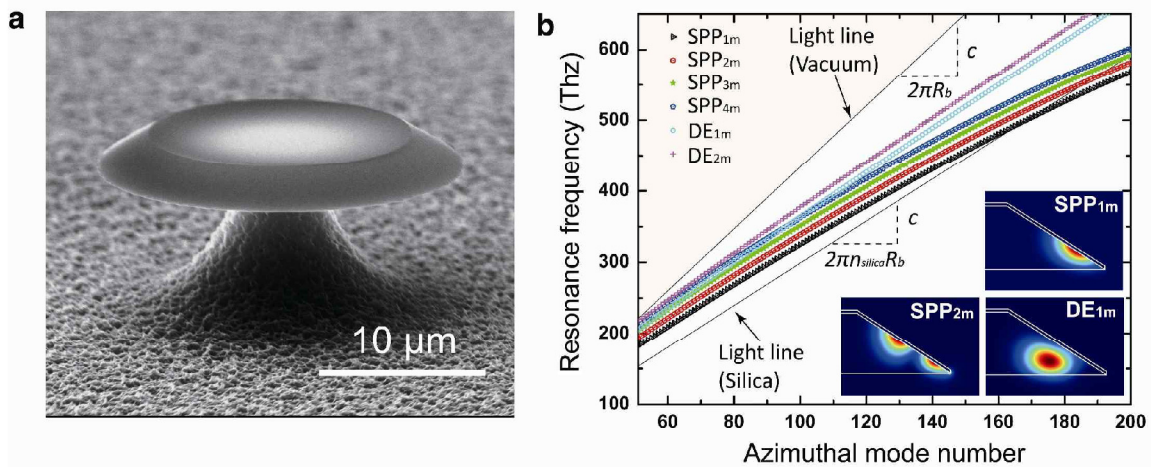 a
10 μm
b
Resonance frequency (Thz)
600
500
400
300
200
100
SPP1m
SPP2m
SPP3m
SPP4m
DE1m
DE2m
Light line
(Vacuum)
c
2πRb
c
2πnsilicaRb
Light line
(Silica)
SPP1m
SPP2m
DE1m
60
80
100
120
140
160
180
200
Azimuthal mode number